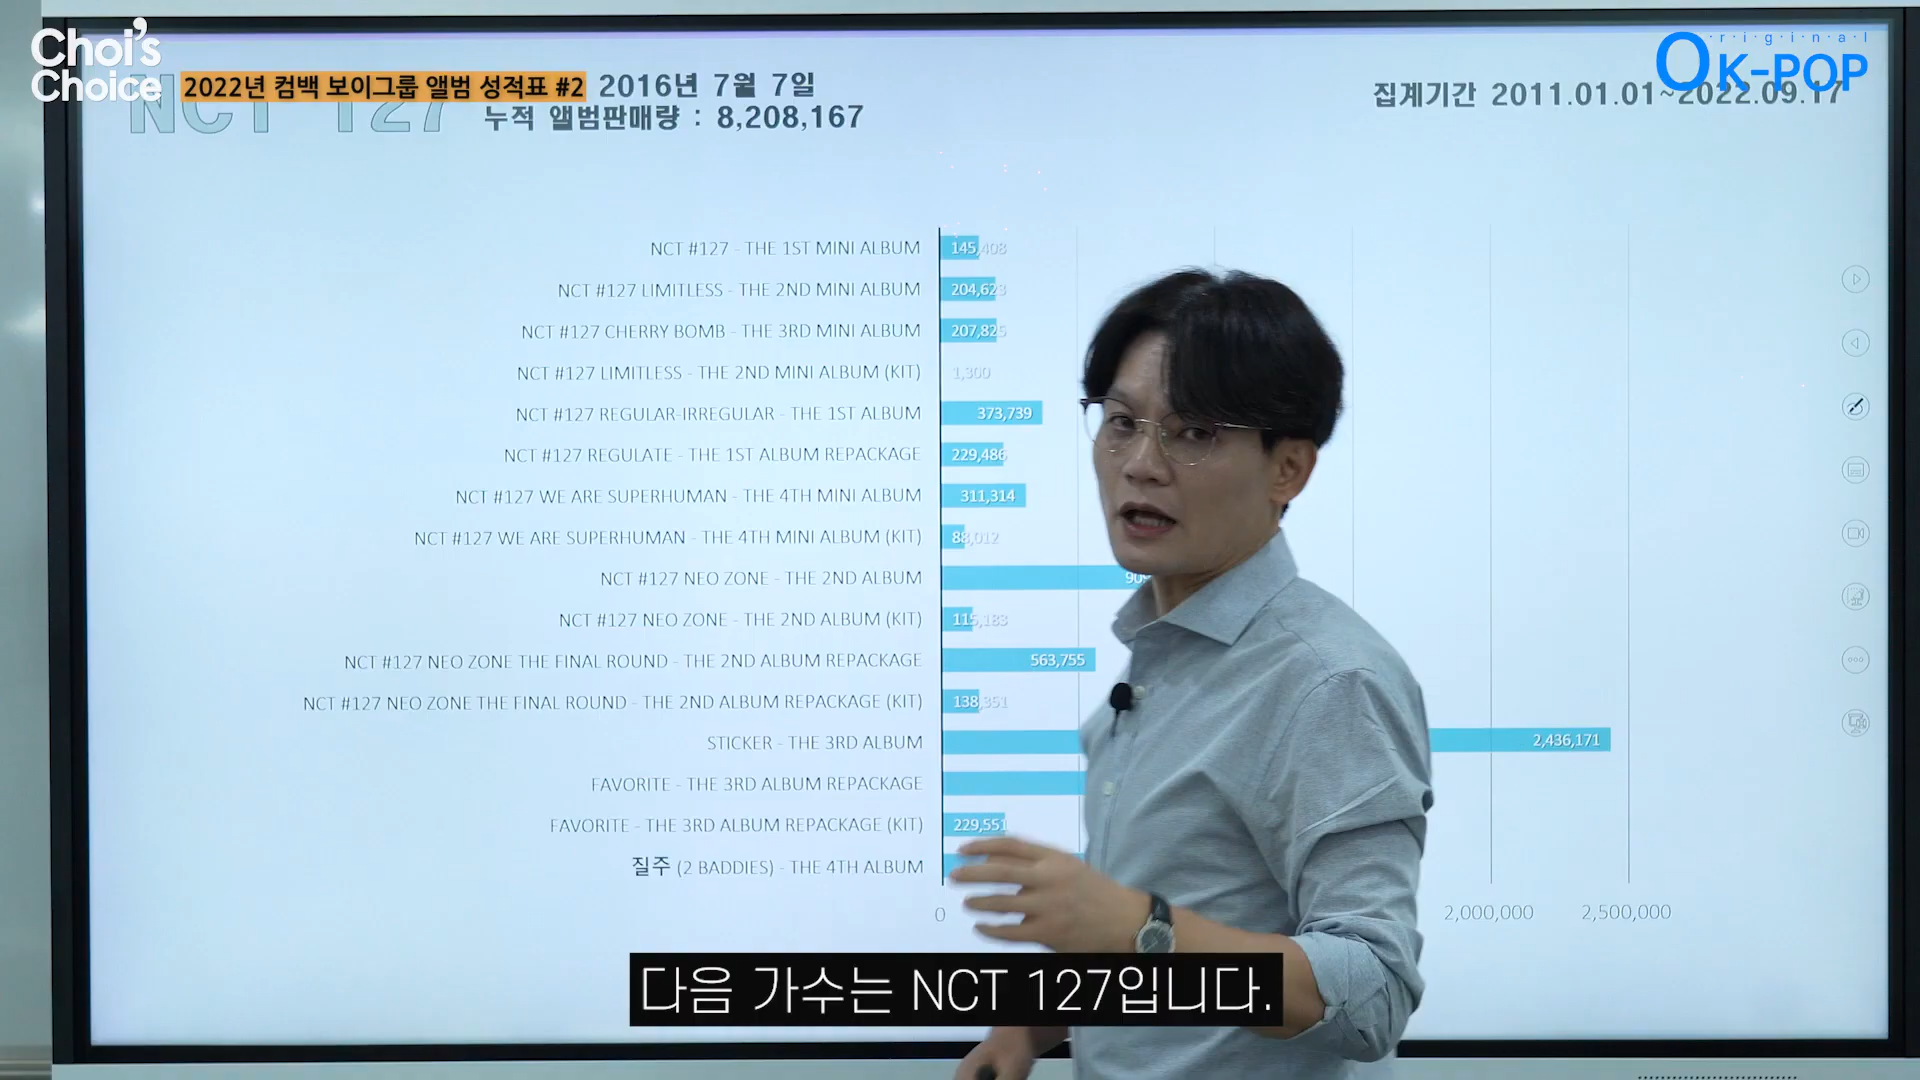 Choi's
Choice
2022년 컴백 보이그룹 앨범 성적표 #2
NCT 127
2016년 7월 7일
누적 앨범판매량 : 8,208,167
집계기간 2011.01.01~2022.09.17
Original
K-POP
NCT #127 - THE 1ST MINI ALBUM 145,408
NCT #127 LIMITLESS - THE 2ND MINI ALBUM 204,623
NCT #127 CHERRY BOMB - THE 3RD MINI ALBUM 207,825
NCT #127 LIMITLESS - THE 2ND MINI ALBUM (KIT) 1,300
NCT #127 REGULAR-IRREGULAR - THE 1ST ALBUM 373,739
NCT #127 REGULATE - THE 1ST ALBUM REPACKAGE 229,486
NCT #127 WE ARE SUPERHUMAN - THE 4TH MINI ALBUM 311,314
NCT #127 WE ARE SUPERHUMAN - THE 4TH MINI ALBUM (KIT) 88,012
NCT #127 NEO ZONE - THE 2ND ALBUM
NCT #127 NEO ZONE - THE 2ND ALBUM (KIT) 115,183
NCT #127 NEO ZONE THE FINAL ROUND - THE 2ND ALBUM REPACKAGE 563,755
NCT #127 NEO ZONE THE FINAL ROUND - THE 2ND ALBUM REPACKAGE (KIT) 138,351
STICKER - THE 3RD ALBUM 2,436,171
FAVORITE - THE 3RD ALBUM REPACKAGE
FAVORITE - THE 3RD ALBUM REPACKAGE (KIT) 229,551
질주 (2 BADDIES) - THE 4TH ALBUM
0 2,000,000 2,500,000
다음 가수는 NCT 127입니다.